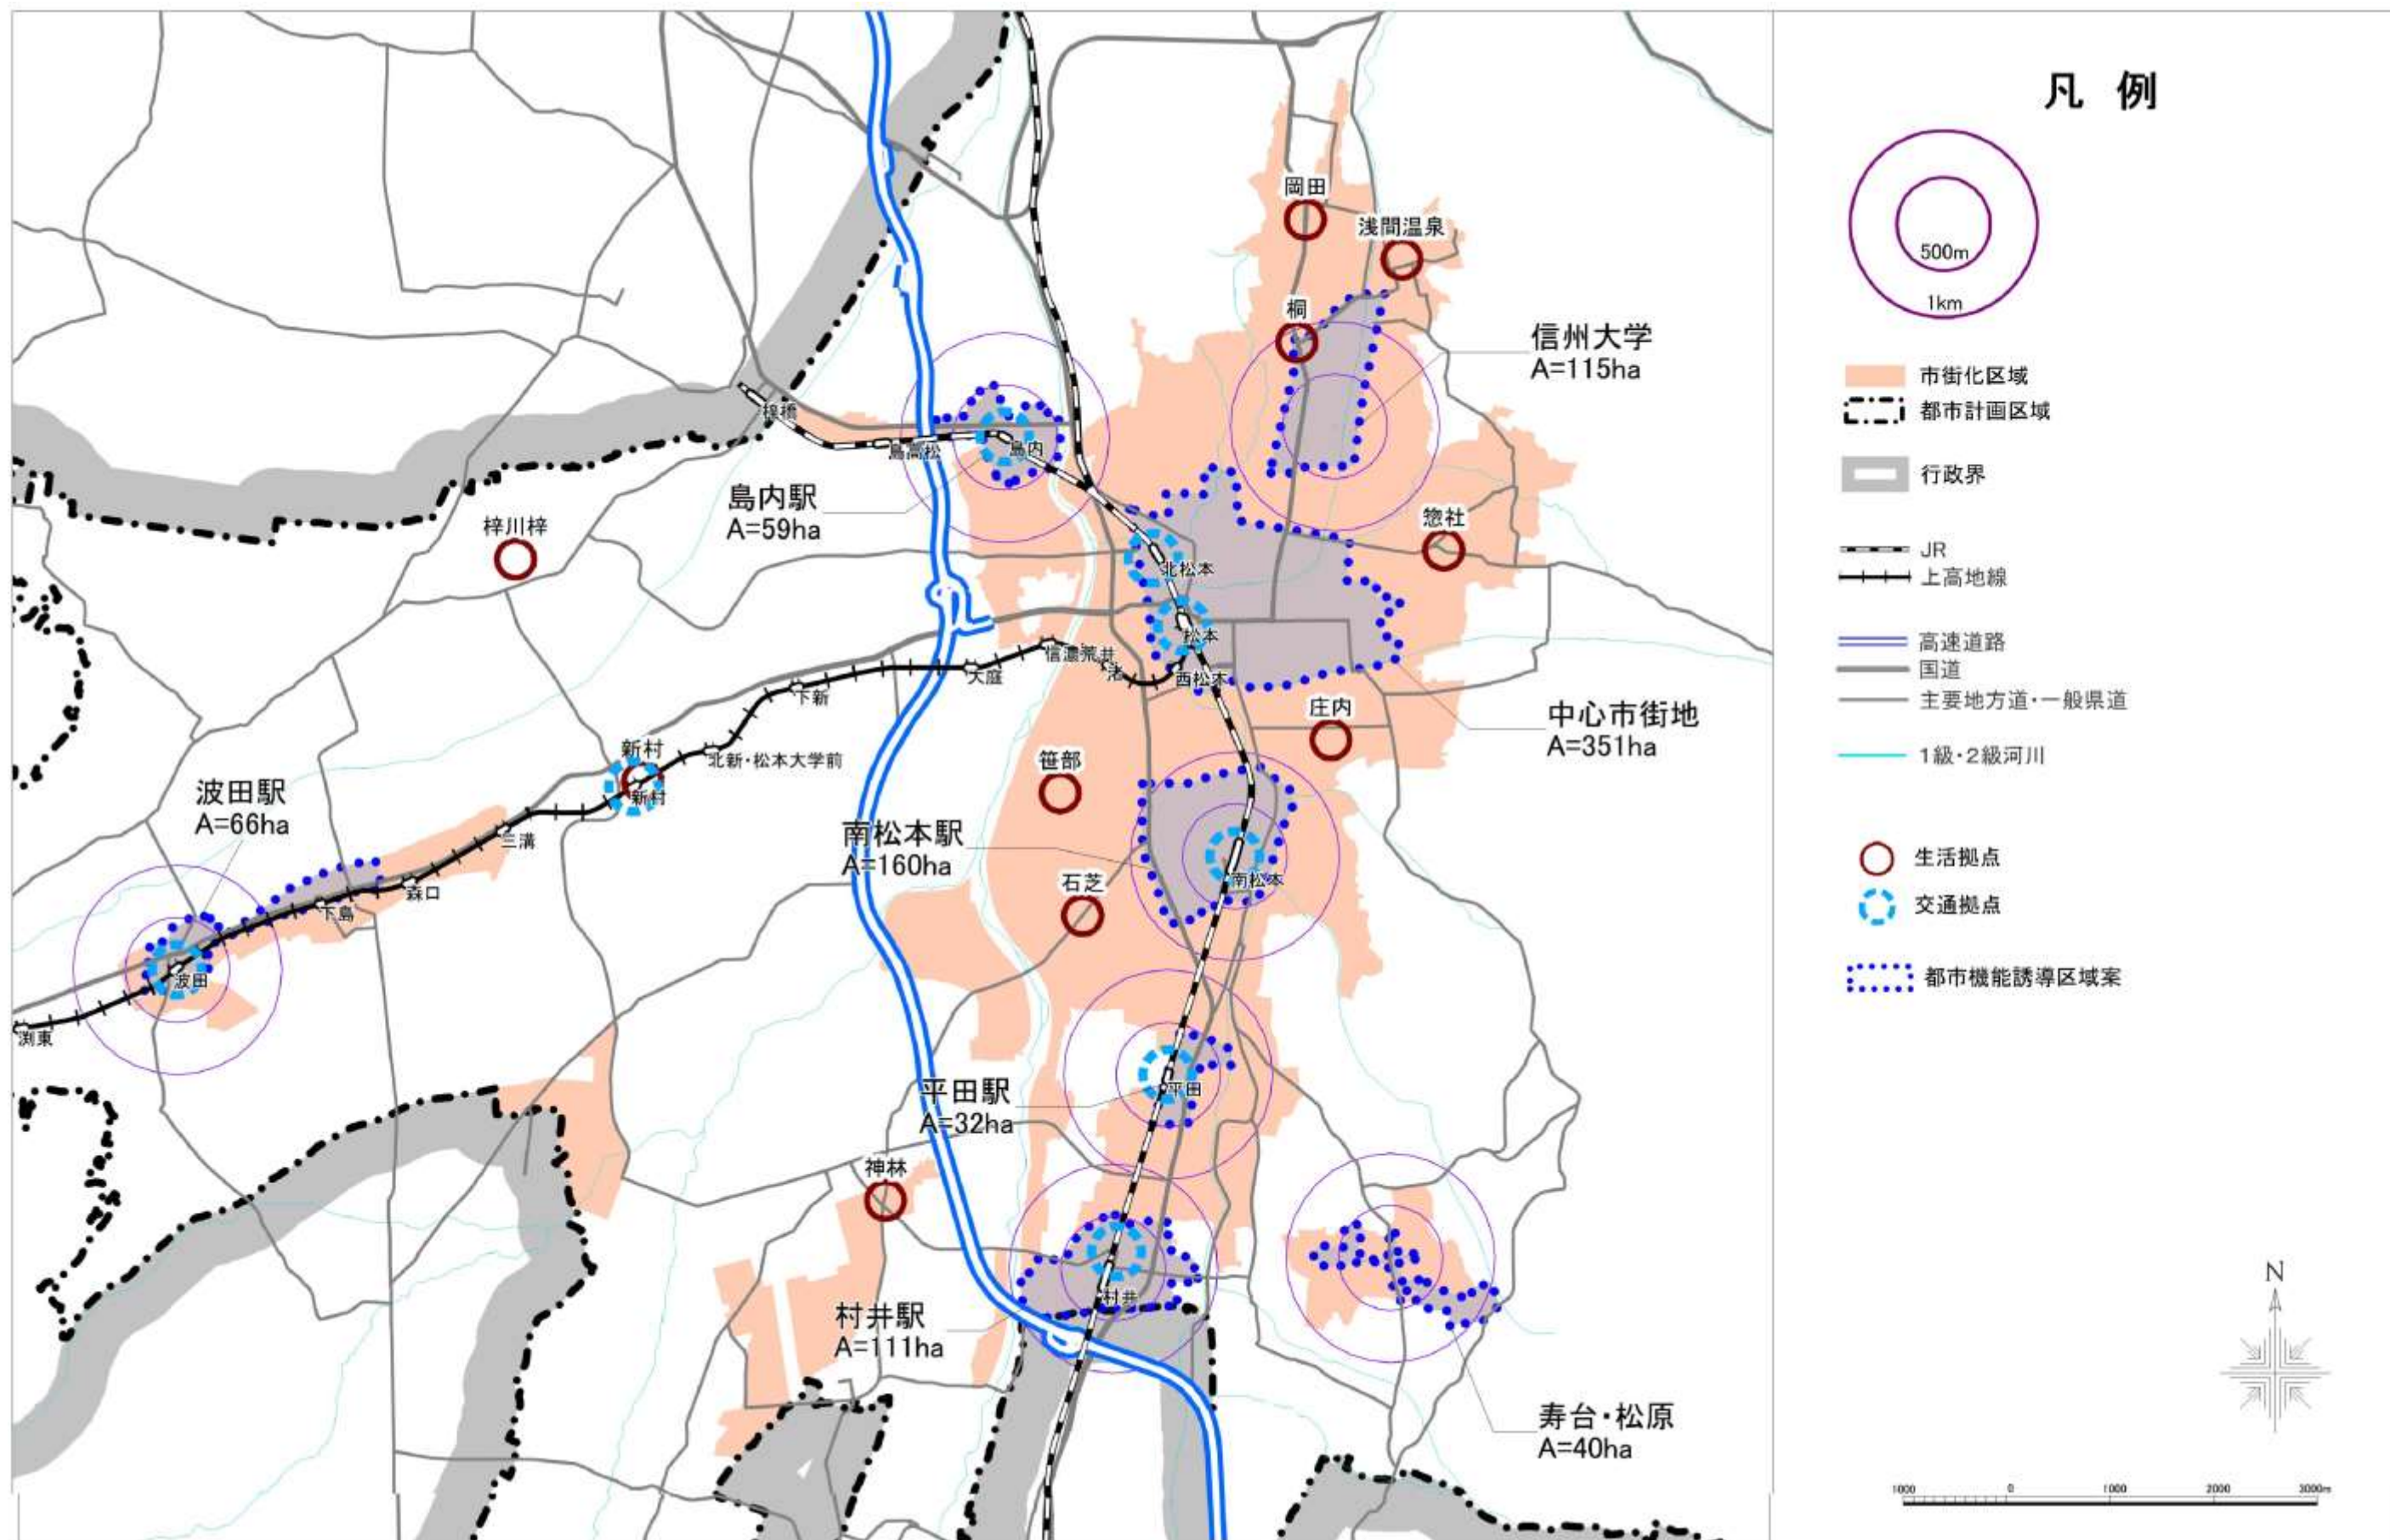 岡田
浅間温泉
桐
信州大学
A=115ha
梓橋
島高松
島内
島内駅
A=59ha
梓川梓
惣社
北松本
松本
信濃荒井
渚
西松本
大庭
下新
中心市街地
A=351ha
庄内
新村
北新・松本大学前
新村
笹部
波田駅
A=66ha
三溝
南松本駅
A=160ha
南松本
石芝
森口
下島
波田
渕東
平田駅
A=32ha
平田
神林
村井
村井駅
A=111ha
寿台・松原
A=40ha
凡 例
500m
1km
市街化区域
都市計画区域
行政界
JR
上高地線
高速道路
国道
主要地方道・一般県道
1級・2級河川
生活拠点
交通拠点
都市機能誘導区域案
N
1000 0 1000 2000 3000m